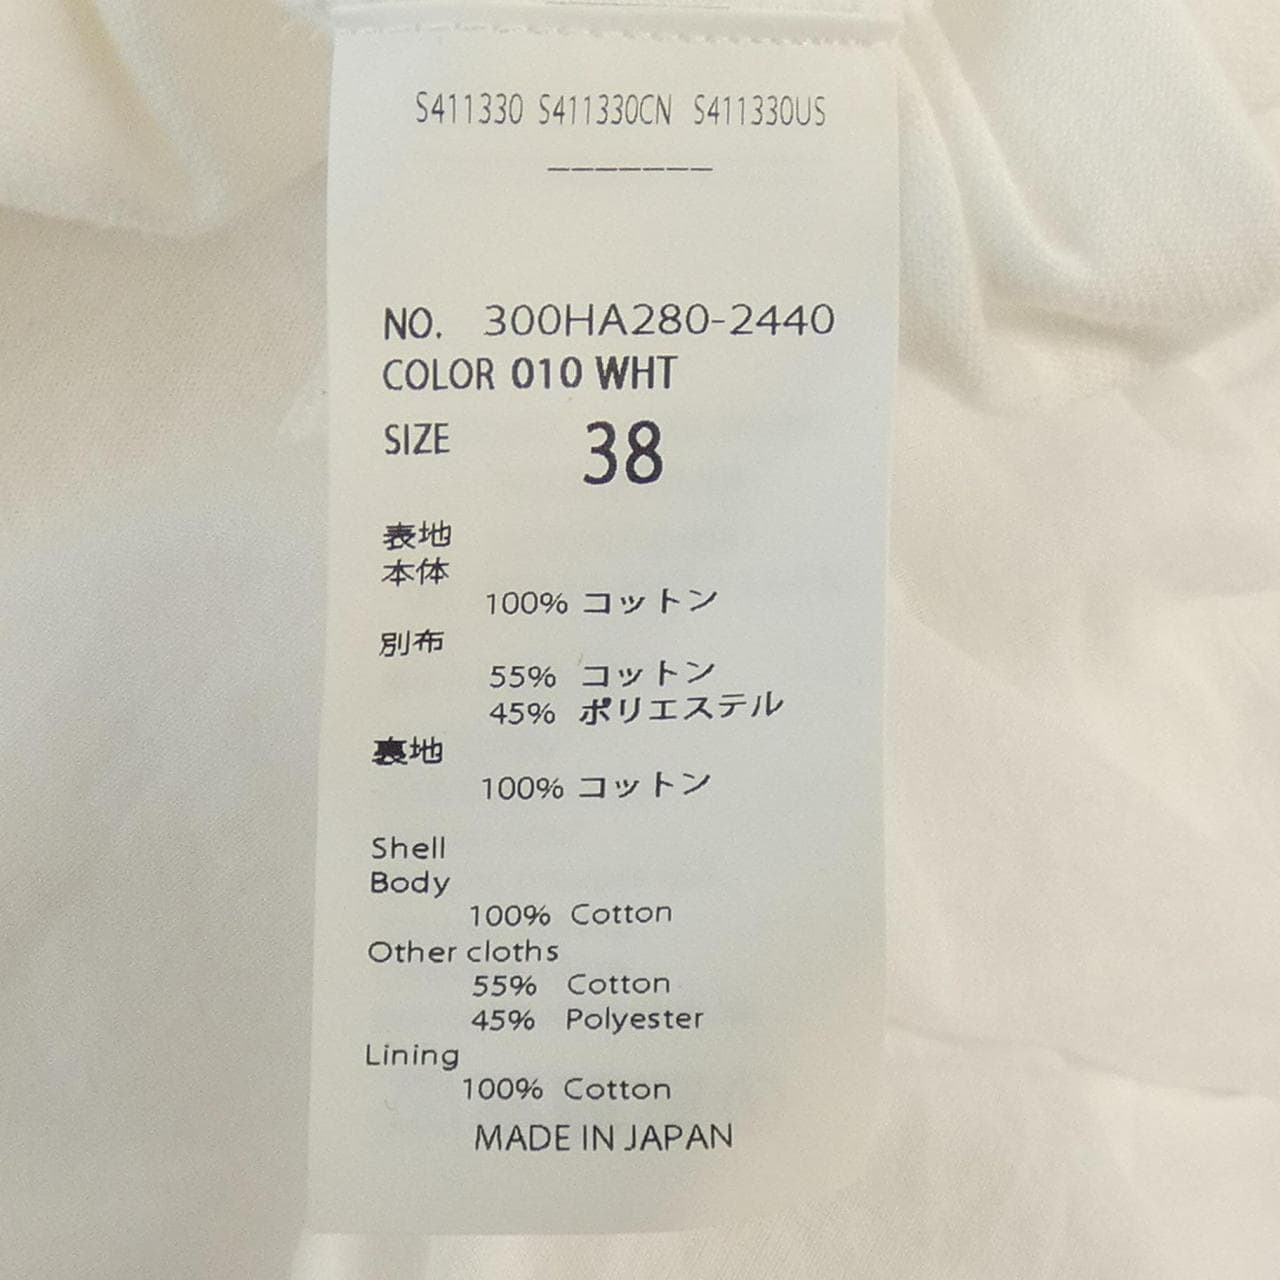 S411330 S411330CN S411330US
_______
NO. 300HA280-2440
COLOR 010 WHT
SIZE 38
表地
本体
100% コットン
別布
55% コットン
45% ポリエステル
裏地
100% コットン
Shell
Body
100% Cotton
Other cloths
55% Cotton
45% Polyester
Lining
100% Cotton
MADE IN JAPAN